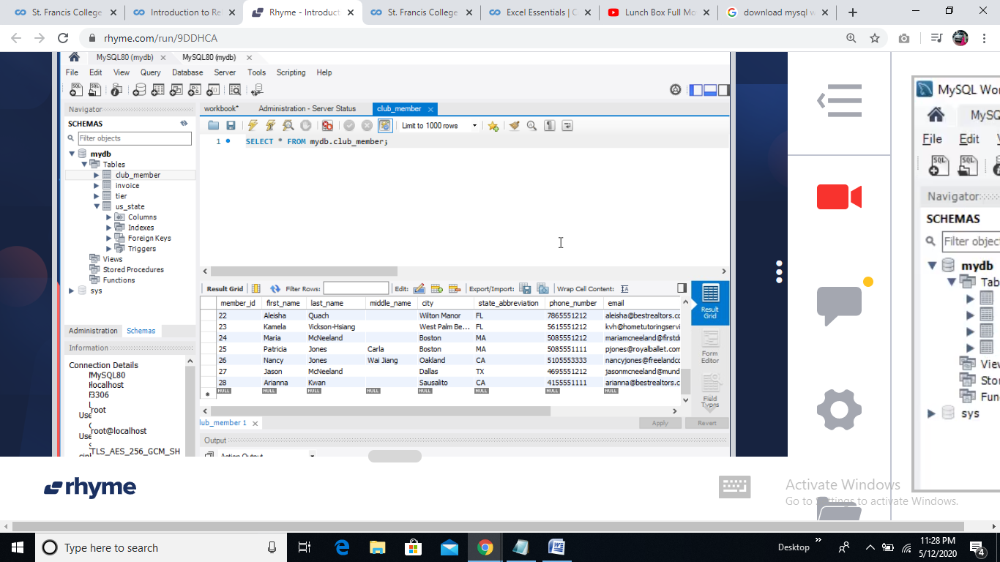 St. Francis College
Introduction to Re
Rhyme - Introduct
St. Francis College
Excel Essentials | C
Lunch Box Full Mo
download mysql w
rhyme.com/run/9DDHCA
MySQL80 (mydb)
MySQL80 (mydb)
File Edit View Query Database Server Tools Scripting Help
Navigator
SCHEMAS
Filter objects
mydb
Tables
club_member
invoice
tier
us_state
Columns
Indexes
Foreign Keys
Triggers
Views
Stored Procedures
Functions
sys
Administration Schemas
Information
Connection Details
MySQL80
localhost
3306
root
Use
root@localhost
Use
TLS_AES_256_GCM_SH
workbook* Administration - Server Status club_member
Limit to 1000 rows
1 SELECT * FROM mydb.club_member;
Result Grid Filter Rows: Edit: Export/Import: Wrap Cell Content:
member_id first_name last_name middle_name city state_abbreviation phone_number email
22 Aleisha Quach Wilton Manor FL 7865551212 aleisha@bestrealtors.cc
23 Kamela Vickson-Hsiang West Palm Be... FL 5615551212 kvh@hometutoringservi
24 Maria McNeeland Boston MA 5085551212 mariamcneeland@firstdr
25 Patricia Jones Carla Boston MA 5085551111 pjones@royalballet.com
26 Nancy Jones Wai Jiang Oakland CA 5105553333 nancyjones@freelandcc
27 Jason McNeeland Dallas TX 4695551212 jasonmcneeland@mund
28 Arianna Kwan Sausalito CA 4155551111 arianna@bestrealtors.c
NULL NULL NULL NULL NULL NULL NULL NULL
Result Grid
Form Editor
Field Types
lub_member 1
Apply Revert
Output
Action Output
MySQL Wor
MySQ
File Edit
Navigator
SCHEMAS
Filter objec
mydb
Tab
View
Stor
Fun
sys
rhyme
Activate Windows
Go to Settings to activate Windows.
Type here to search
Desktop
11:28 PM
5/12/2020
4